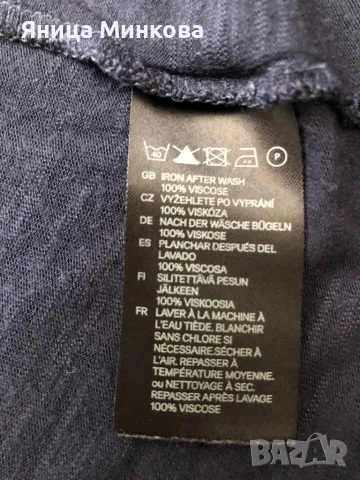 Яница Минкова
40
P
GB IRON AFTER WASH
100% VISCOSE
CZ VYŽEHLETE PO VYPRÁNÍ
100% VISKÓZA
DE NACH DER WÄSCHE BÜGELN
100% VISKOSE
ES PLANCHAR DESPUÉS DEL
LAVADO
100% VISCOSA
FI SILITETTÄVÄ PESUN
JÄLKEEN
100% VISKOOSIA
FR LAVER À LA MACHINE À
L'EAU TIÈDE. BLANCHIR
SANS CHLORE SI
NÉCESSAIRE.SÉCHER À
L'AIR. REPASSER À
TEMPÉRATURE MOYENNE.
ou NETTOYAGE À SEC.
REPASSER APRÈS LAVAGE
100% VISCOSE
BAZAR
.bg